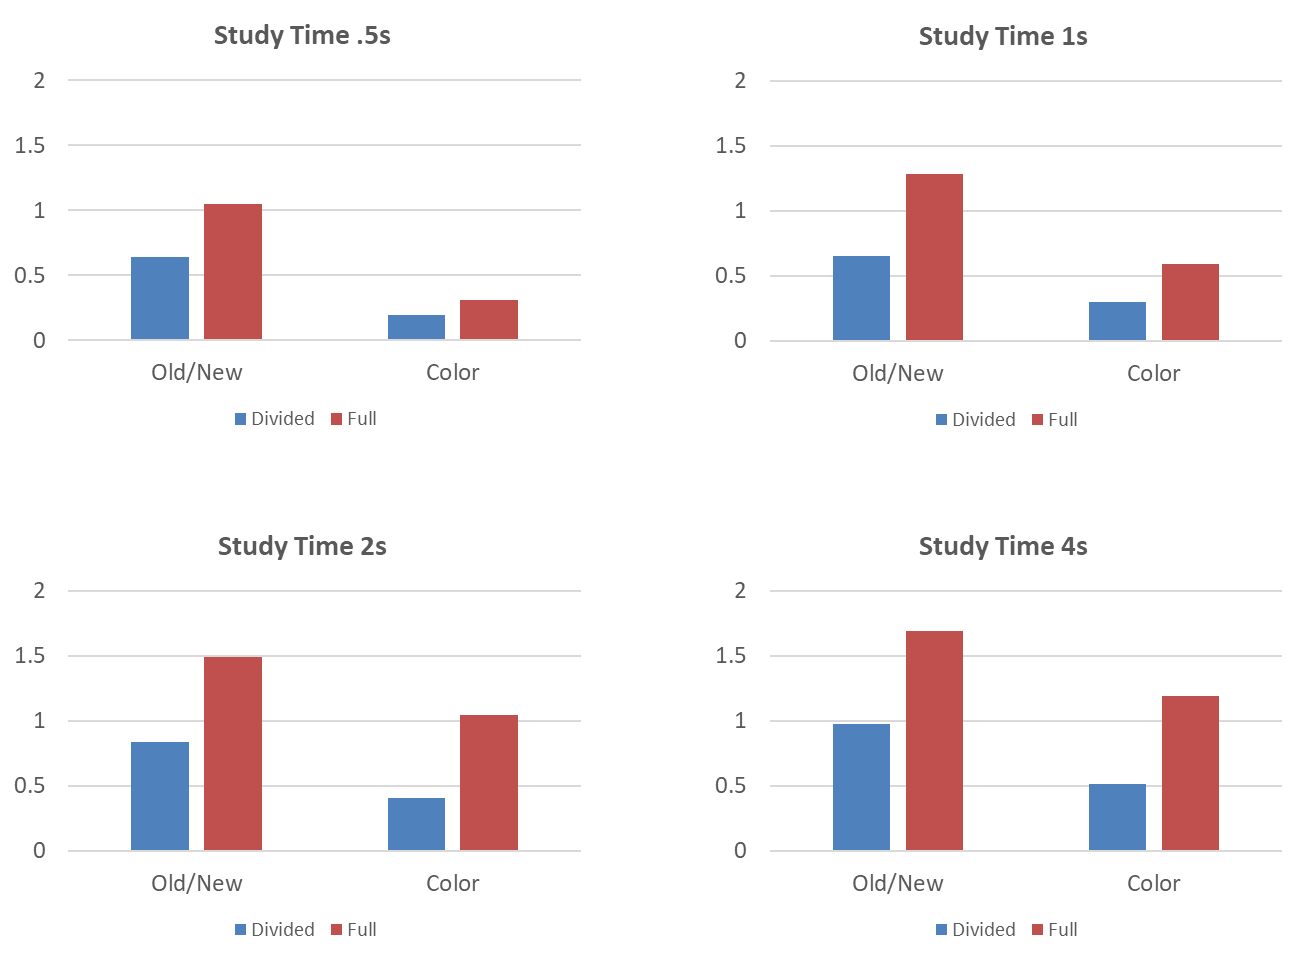 Study Time .5s
2
1.5
1
0.5
0
Old/New Color
Divided Full
Study Time 1s
2
1.5
1
0.5
0
Old/New Color
Divided Full
Study Time 2s
2
1.5
1
0.5
0
Old/New Color
Divided Full
Study Time 4s
2
1.5
1
0.5
0
Old/New Color
Divided Full